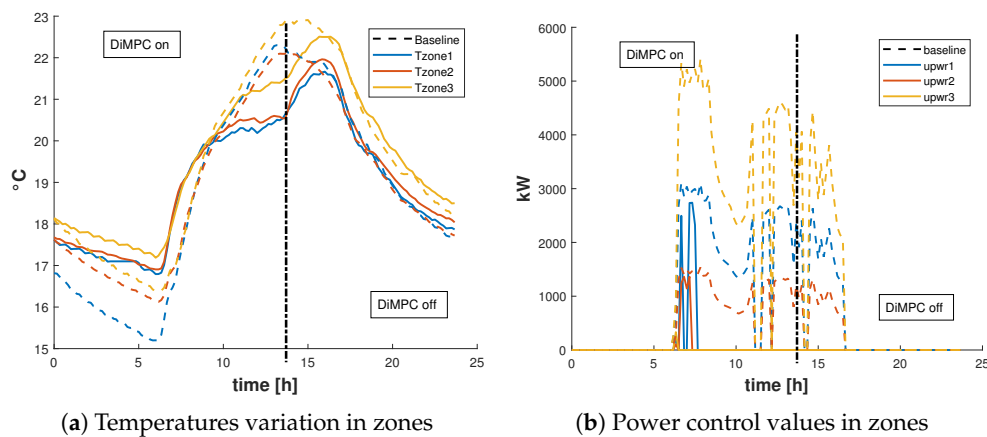 23
22
21
20
19
18
17
16
15
°C
DiMPC on
Baseline
Tzone1
Tzone2
Tzone3
DiMPC off
0 5 10 15 20 25
time [h]
(a) Temperatures variation in zones
6000
5000
4000
3000
2000
1000
0
kW
DiMPC on
baseline
upwr1
upwr2
upwr3
DiMPC off
0 5 10 15 20 25
time [h]
(b) Power control values in zones